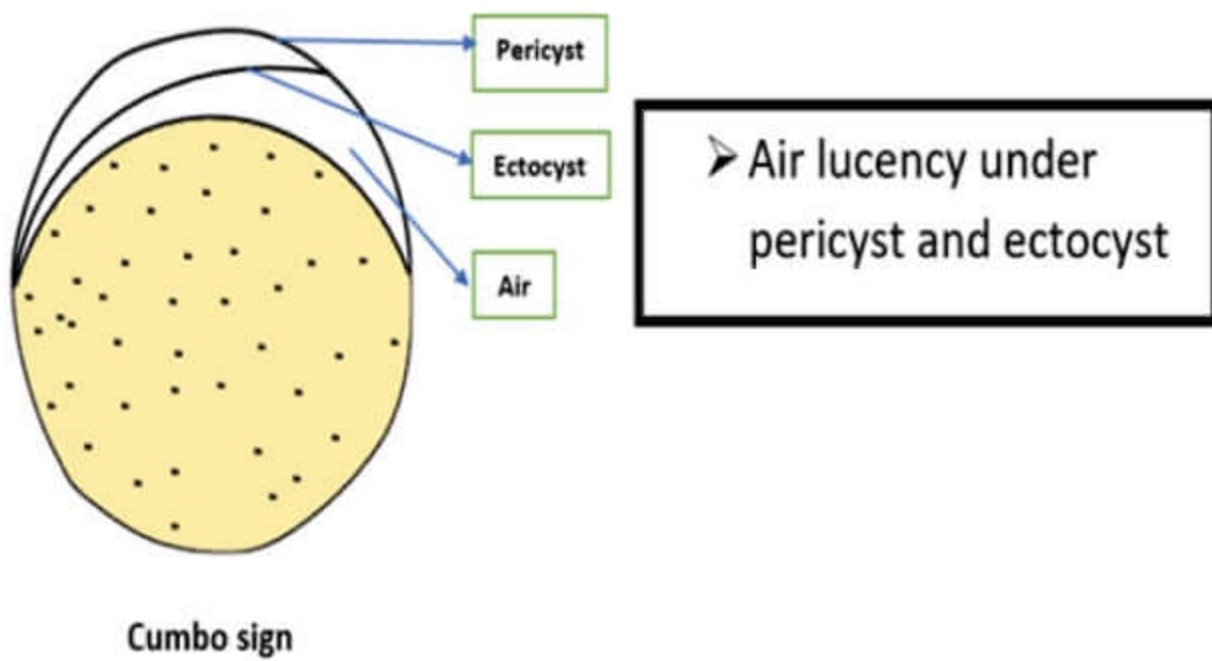 Pericyst
Ectocyst
Air
➢ Air lucency under
pericyst and ectocyst
Cumbo sign